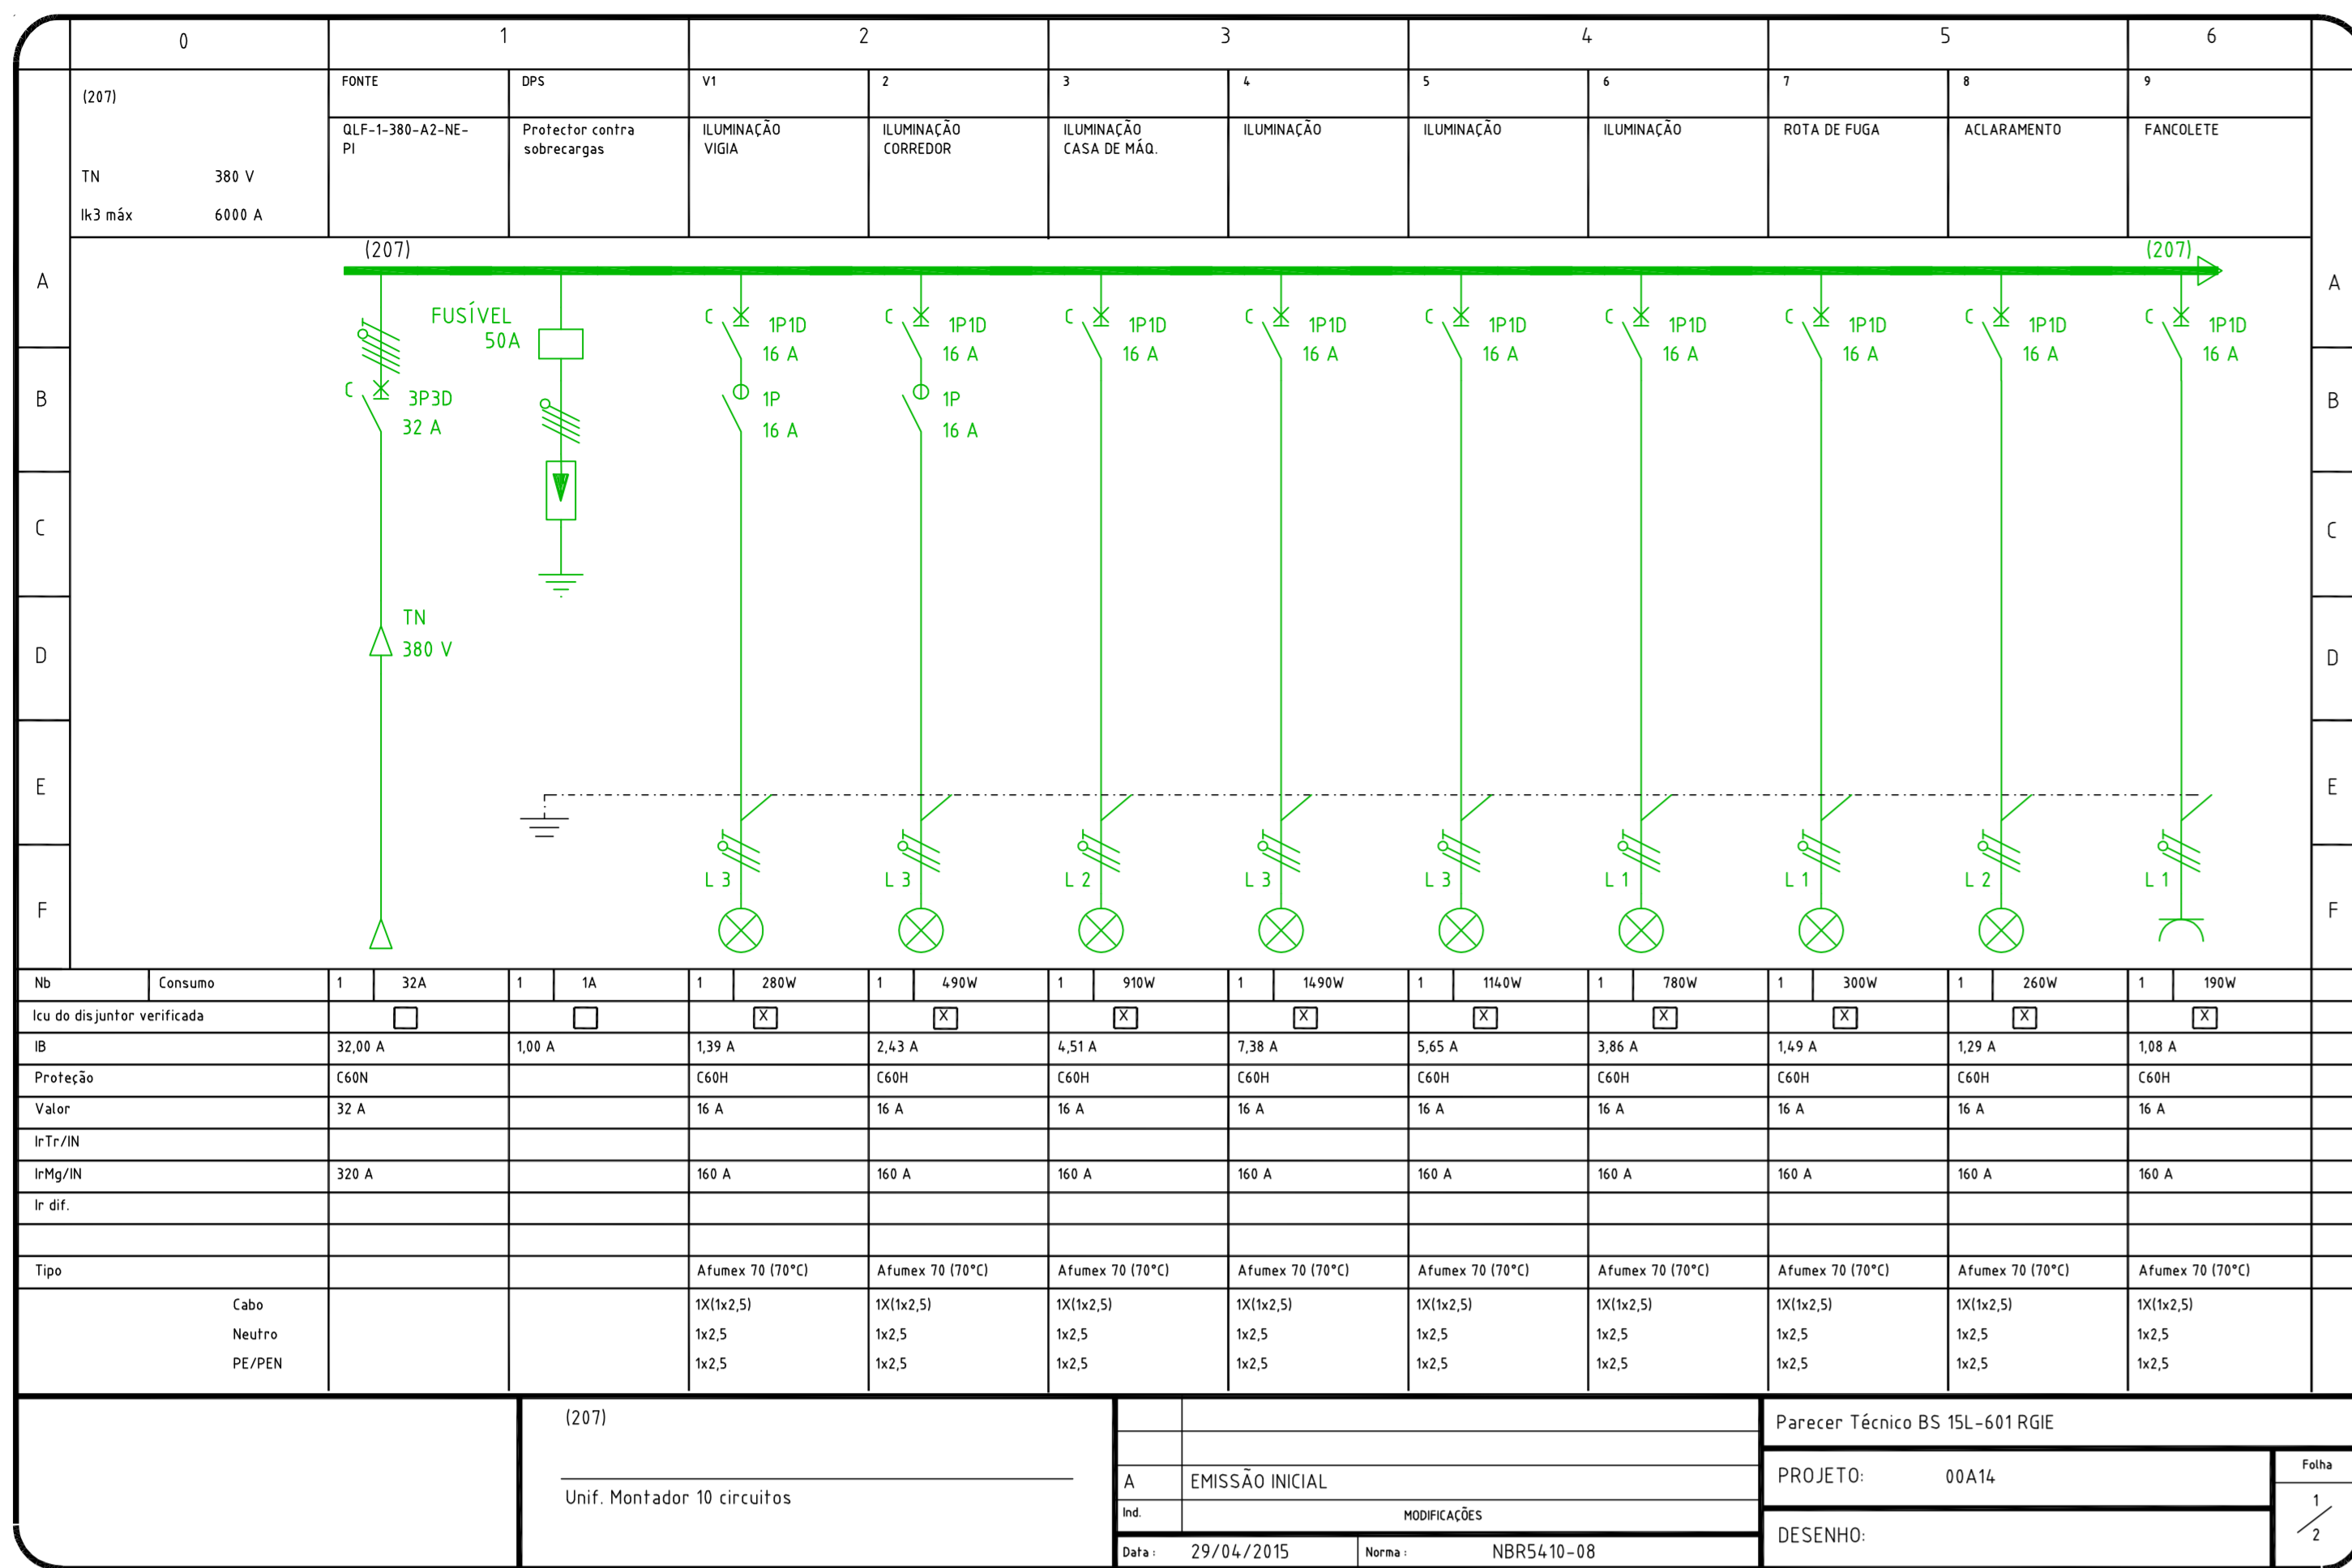 0 1 2 3 4 5 6
(207)
TN 380 V
Ik3 máx 6000 A
FONTE DPS V1 2 3 4 5 6 7 8 9
QLF-1-380-A2-NE- Protector contra ILUMINAÇÃO ILUMINAÇÃO ILUMINAÇÃO ILUMINAÇÃO ILUMINAÇÃO ILUMINAÇÃO ROTA DE FUGA ACLARAMENTO FANCOLETE
PI sobrecargas VIGIA CORREDOR CASA DE MÁQ.
(207) (207)
A A
FUSÍVEL C 1P1D C 1P1D C 1P1D C 1P1D C 1P1D C 1P1D C 1P1D C 1P1D C 1P1D
50A 16 A 16 A 16 A 16 A 16 A 16 A 16 A 16 A 16 A
B C 3P3D 1P 1P B
32 A 16 A 16 A
C C
TN
D 380 V D
E E
L 3 L 3 L 2 L 3 L 3 L 1 L 1 L 2 L 1
F F
Nb Consumo 1 32A 1 1A 1 280W 1 490W 1 910W 1 1490W 1 1140W 1 780W 1 300W 1 260W 1 190W
Icu do disjuntor verificada X X X X X X X X X
IB 32,00 A 1,00 A 1,39 A 2,43 A 4,51 A 7,38 A 5,65 A 3,86 A 1,49 A 1,29 A 1,08 A
Proteção C60N C60H C60H C60H C60H C60H C60H C60H C60H C60H
Valor 32 A 16 A 16 A 16 A 16 A 16 A 16 A 16 A 16 A 16 A
IrTr/IN
IrMg/IN 320 A 160 A 160 A 160 A 160 A 160 A 160 A 160 A 160 A 160 A
Ir dif.
Tipo Afumex 70 (70°C) Afumex 70 (70°C) Afumex 70 (70°C) Afumex 70 (70°C) Afumex 70 (70°C) Afumex 70 (70°C) Afumex 70 (70°C) Afumex 70 (70°C) Afumex 70 (70°C)
Cabo 1X(1x2,5) 1X(1x2,5) 1X(1x2,5) 1X(1x2,5) 1X(1x2,5) 1X(1x2,5) 1X(1x2,5) 1X(1x2,5) 1X(1x2,5)
Neutro 1x2,5 1x2,5 1x2,5 1x2,5 1x2,5 1x2,5 1x2,5 1x2,5 1x2,5
PE/PEN 1x2,5 1x2,5 1x2,5 1x2,5 1x2,5 1x2,5 1x2,5 1x2,5 1x2,5
(207)
Unif. Montador 10 circuitos
A EMISSÃO INICIAL
Ind. MODIFICAÇÕES
Data : 29/04/2015 Norma : NBR5410-08
Parecer Técnico BS 15L-601 RGIE
PROJETO: 00A14
DESENHO:
Folha
1/2